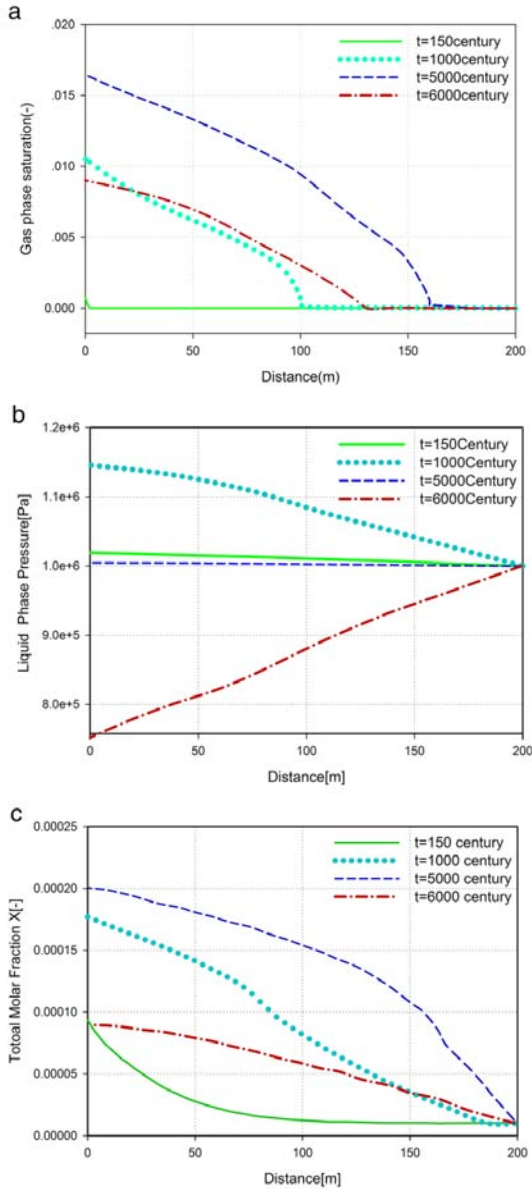 a
.020
.015
.010
.005
0.000
Gas phase saturation(-)
t=150century
t=1000century
t=5000century
t=6000century
0 50 100 150 200
Distance(m)
b
1.2e+6
1.1e+6
1.0e+6
9.0e+5
8.0e+5
Liquid Phase Pressure[Pa]
t=150Century
t=1000Century
t=5000Century
t=6000Century
0 50 100 150 200
Distance[m]
c
0.00025
0.00020
0.00015
0.00010
0.00005
0.00000
Totoal Molar Fraction X[-]
t=150 century
t=1000 century
t=5000 century
t=6000 century
0 50 100 150 200
Distance[m]